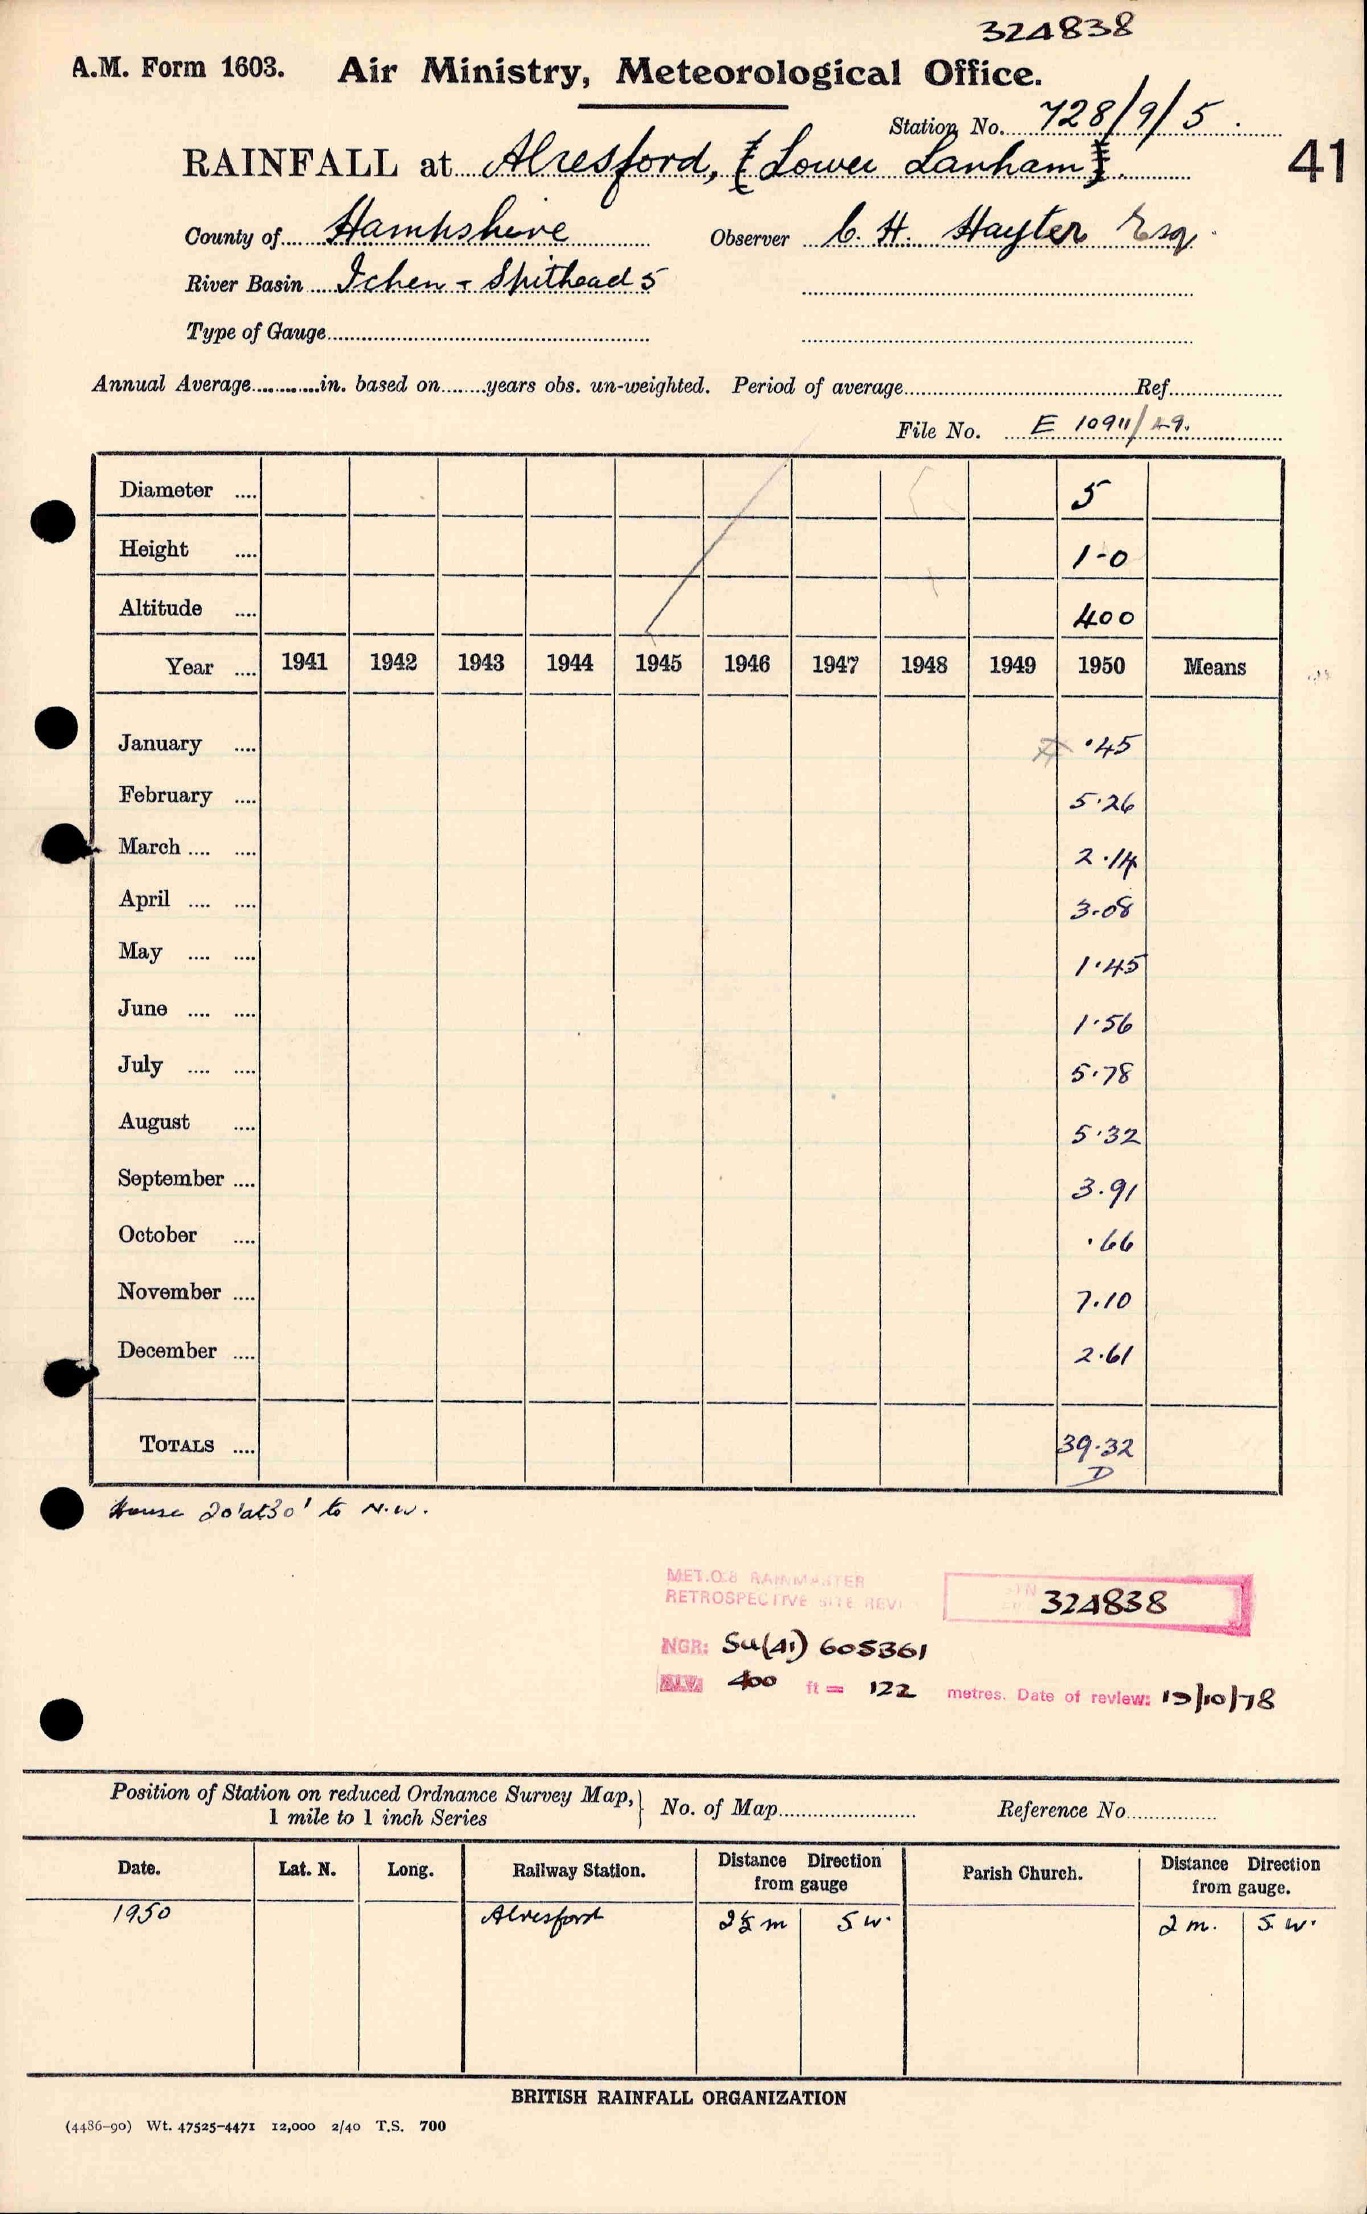 324838
A.M. Form 1603. Air Ministry, Meteorological Office.
Station No. 728/9/5.
RAINFALL at Alresford, (Lower Lanham).
41
County of Hampshire Observer C. H. Hayter Esq.
River Basin Ichen - Spithead 5
Type of Gauge
Annual Average in. based on years obs. un-weighted. Period of average Ref.
File No. E 10911/49.
Diameter .... 5
Height .... 1-0
Altitude .... 400
Year .... 1941 1942 1943 1944 1945 1946 1947 1948 1949 1950 Means
January .... ·45
February .... 5·26
March .... .... 2·14
April .... .... 3·08
May .... .... 1·45
June .... .... 1·56
July .... .... 5·78
August .... 5·32
September .... 3·91
October .... ·66
November .... 7·10
December .... 2·61
TOTALS .... 39·32
D
House 20' at 30' to N.W.
MET.O.8 RAINMASTER
RETROSPECTIVE SITE REVI
STN
324838
NGR: SU(41) 605361
400 ft = 122 metres. Date of review: 13/10/78
Position of Station on reduced Ordnance Survey Map,
1 mile to 1 inch Series
No. of Map Reference No.
Date. Lat. N. Long. Railway Station. Distance Direction from gauge Parish Church. Distance Direction from gauge.
1950 Alresford 2½ m S W. 2 m. S. W.
BRITISH RAINFALL ORGANIZATION
(4486-90) Wt. 47525-4471 12,000 2/40 T.S. 700